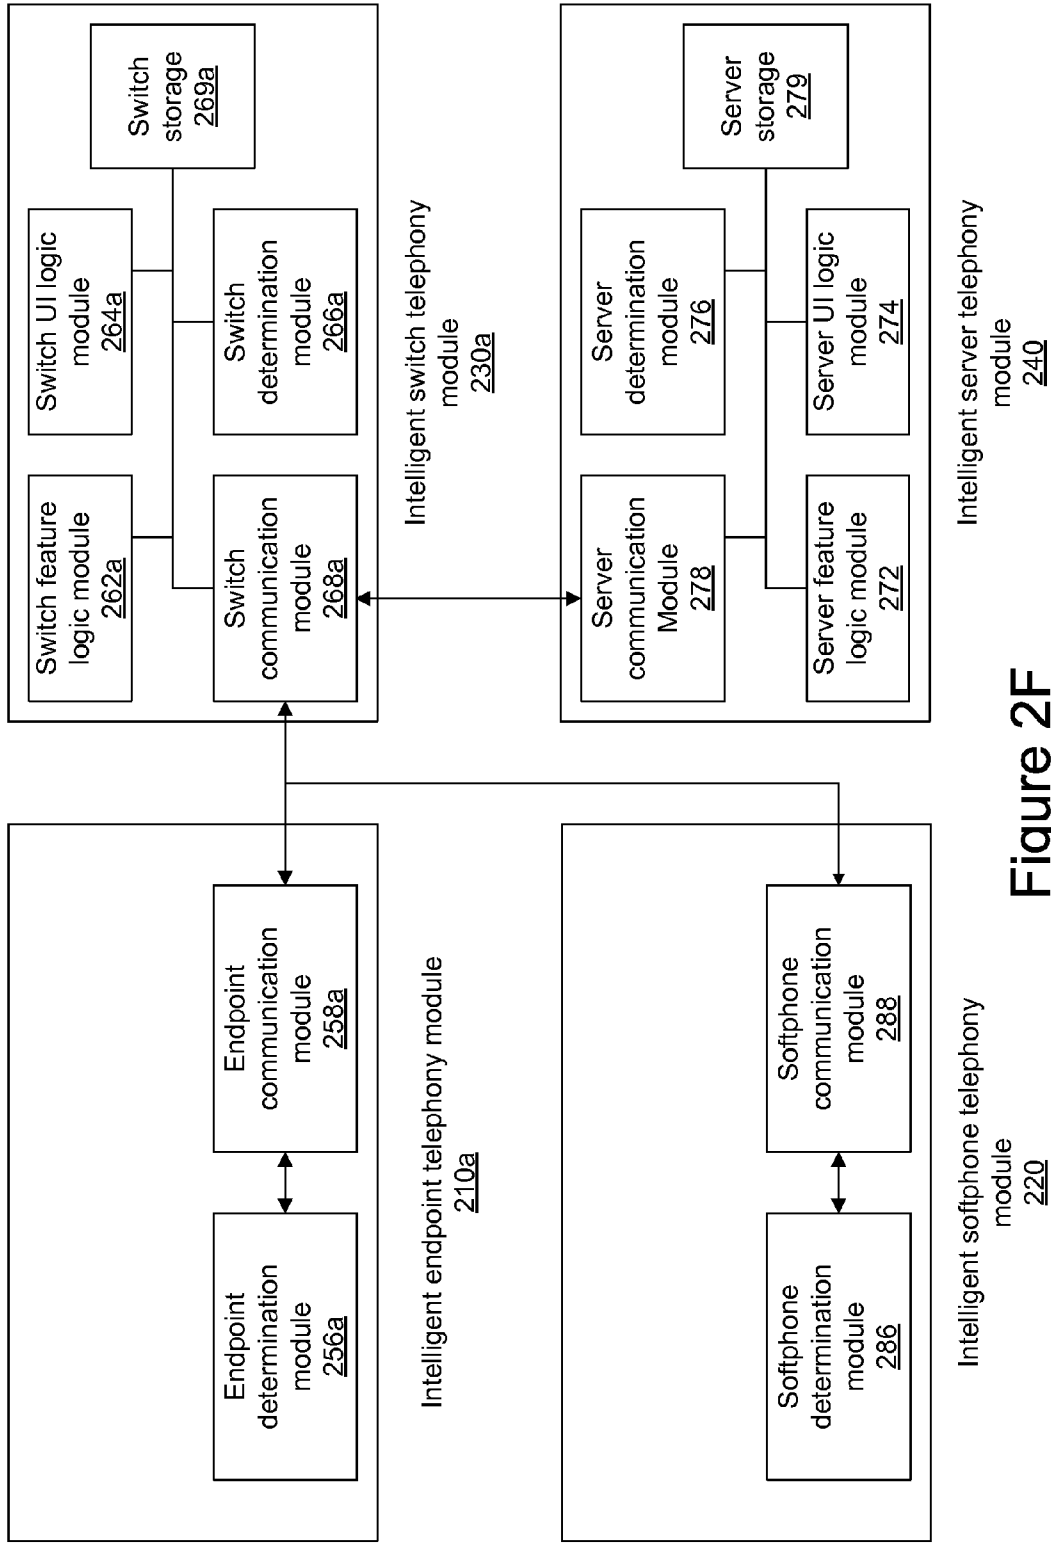 Endpoint
determination
module
256a
Endpoint
communication
module
258a
Intelligent endpoint telephony module
210a
Switch feature
logic module
262a
Switch UI logic
module
264a
Switch
storage
269a
Switch
communication
module
268a
Switch
determination
module
266a
Intelligent switch telephony
module
230a
Softphone
determination
module
286
Softphone
communication
module
288
Intelligent softphone telephony
module
220
Server
communication
Module
278
Server
determination
module
276
Server
storage
279
Server feature
logic module
272
Server UI logic
module
274
Intelligent server telephony
module
240
Figure 2F